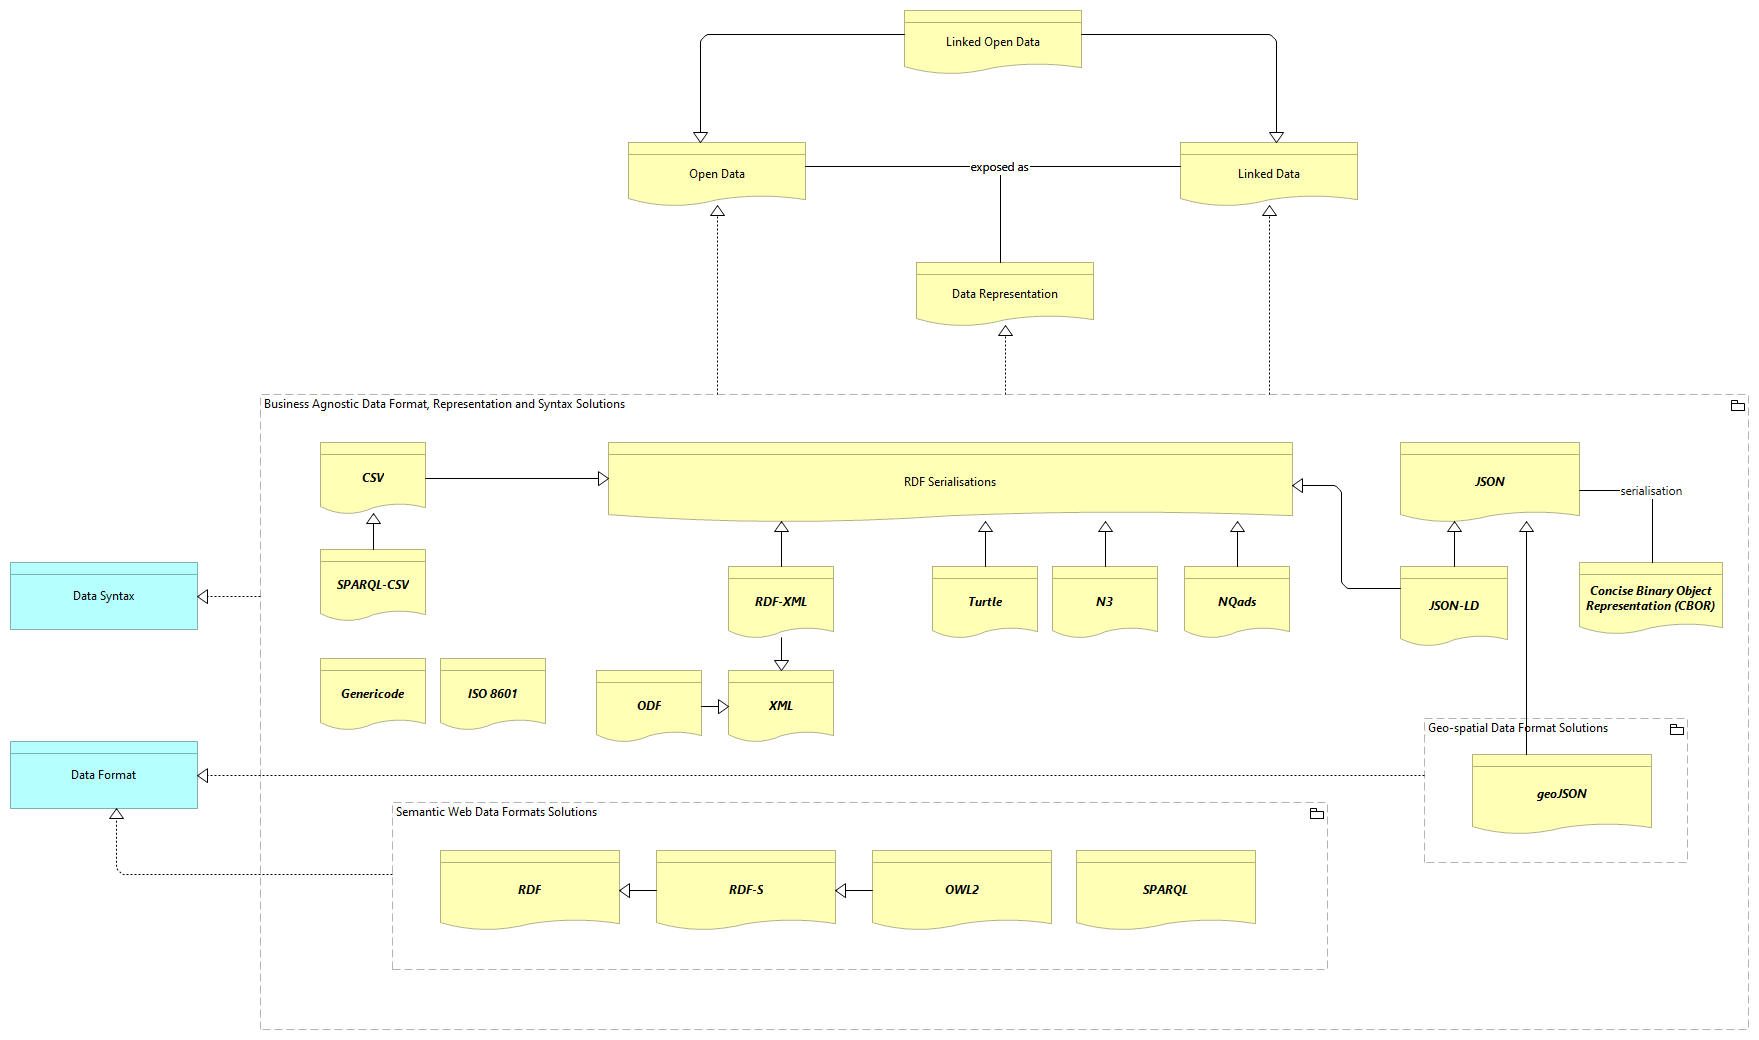 Linked Open Data
Open Data
exposed as
Linked Data
Data Representation
Business Agnostic Data Format, Representation and Syntax Solutions
CSV
RDF Serialisations
JSON
serialisation
SPARQL-CSV
Data Syntax
RDF-XML
Turtle
N3
NQads
JSON-LD
Concise Binary Object
Representation (CBOR)
Genericode
ISO 8601
ODF
XML
Geo-spatial Data Format Solutions
Data Format
geoJSON
Semantic Web Data Formats Solutions
RDF
RDF-S
OWL2
SPARQL